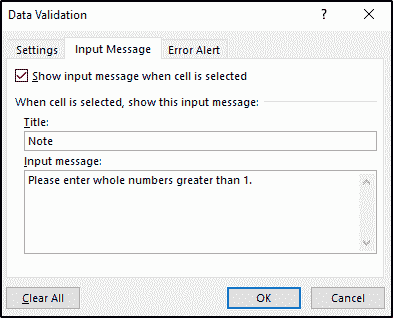 Data Validation ? ×
Settings Input Message Error Alert
Show input message when cell is selected
When cell is selected, show this input message:
Title:
Note
Input message:
Please enter whole numbers greater than 1.
Clear All OK Cancel